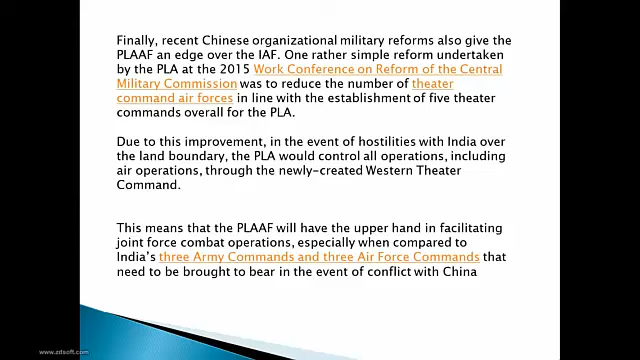 Finally, recent Chinese organizational military reforms also give the
PLAAF an edge over the IAF. One rather simple reform undertaken
by the PLA at the 2015 Work Conference on Reform of the Central
Military Commission was to reduce the number of theater
command air forces in line with the establishment of five theater
commands overall for the PLA.
Due to this improvement, in the event of hostilities with India over
the land boundary, the PLA would control all operations, including
air operations, through the newly-created Western Theater
Command.
This means that the PLAAF will have the upper hand in facilitating
joint force combat operations, especially when compared to
India's three Army Commands and three Air Force Commands that
need to be brought to bear in the event of conflict with China
www.zdsoft.com